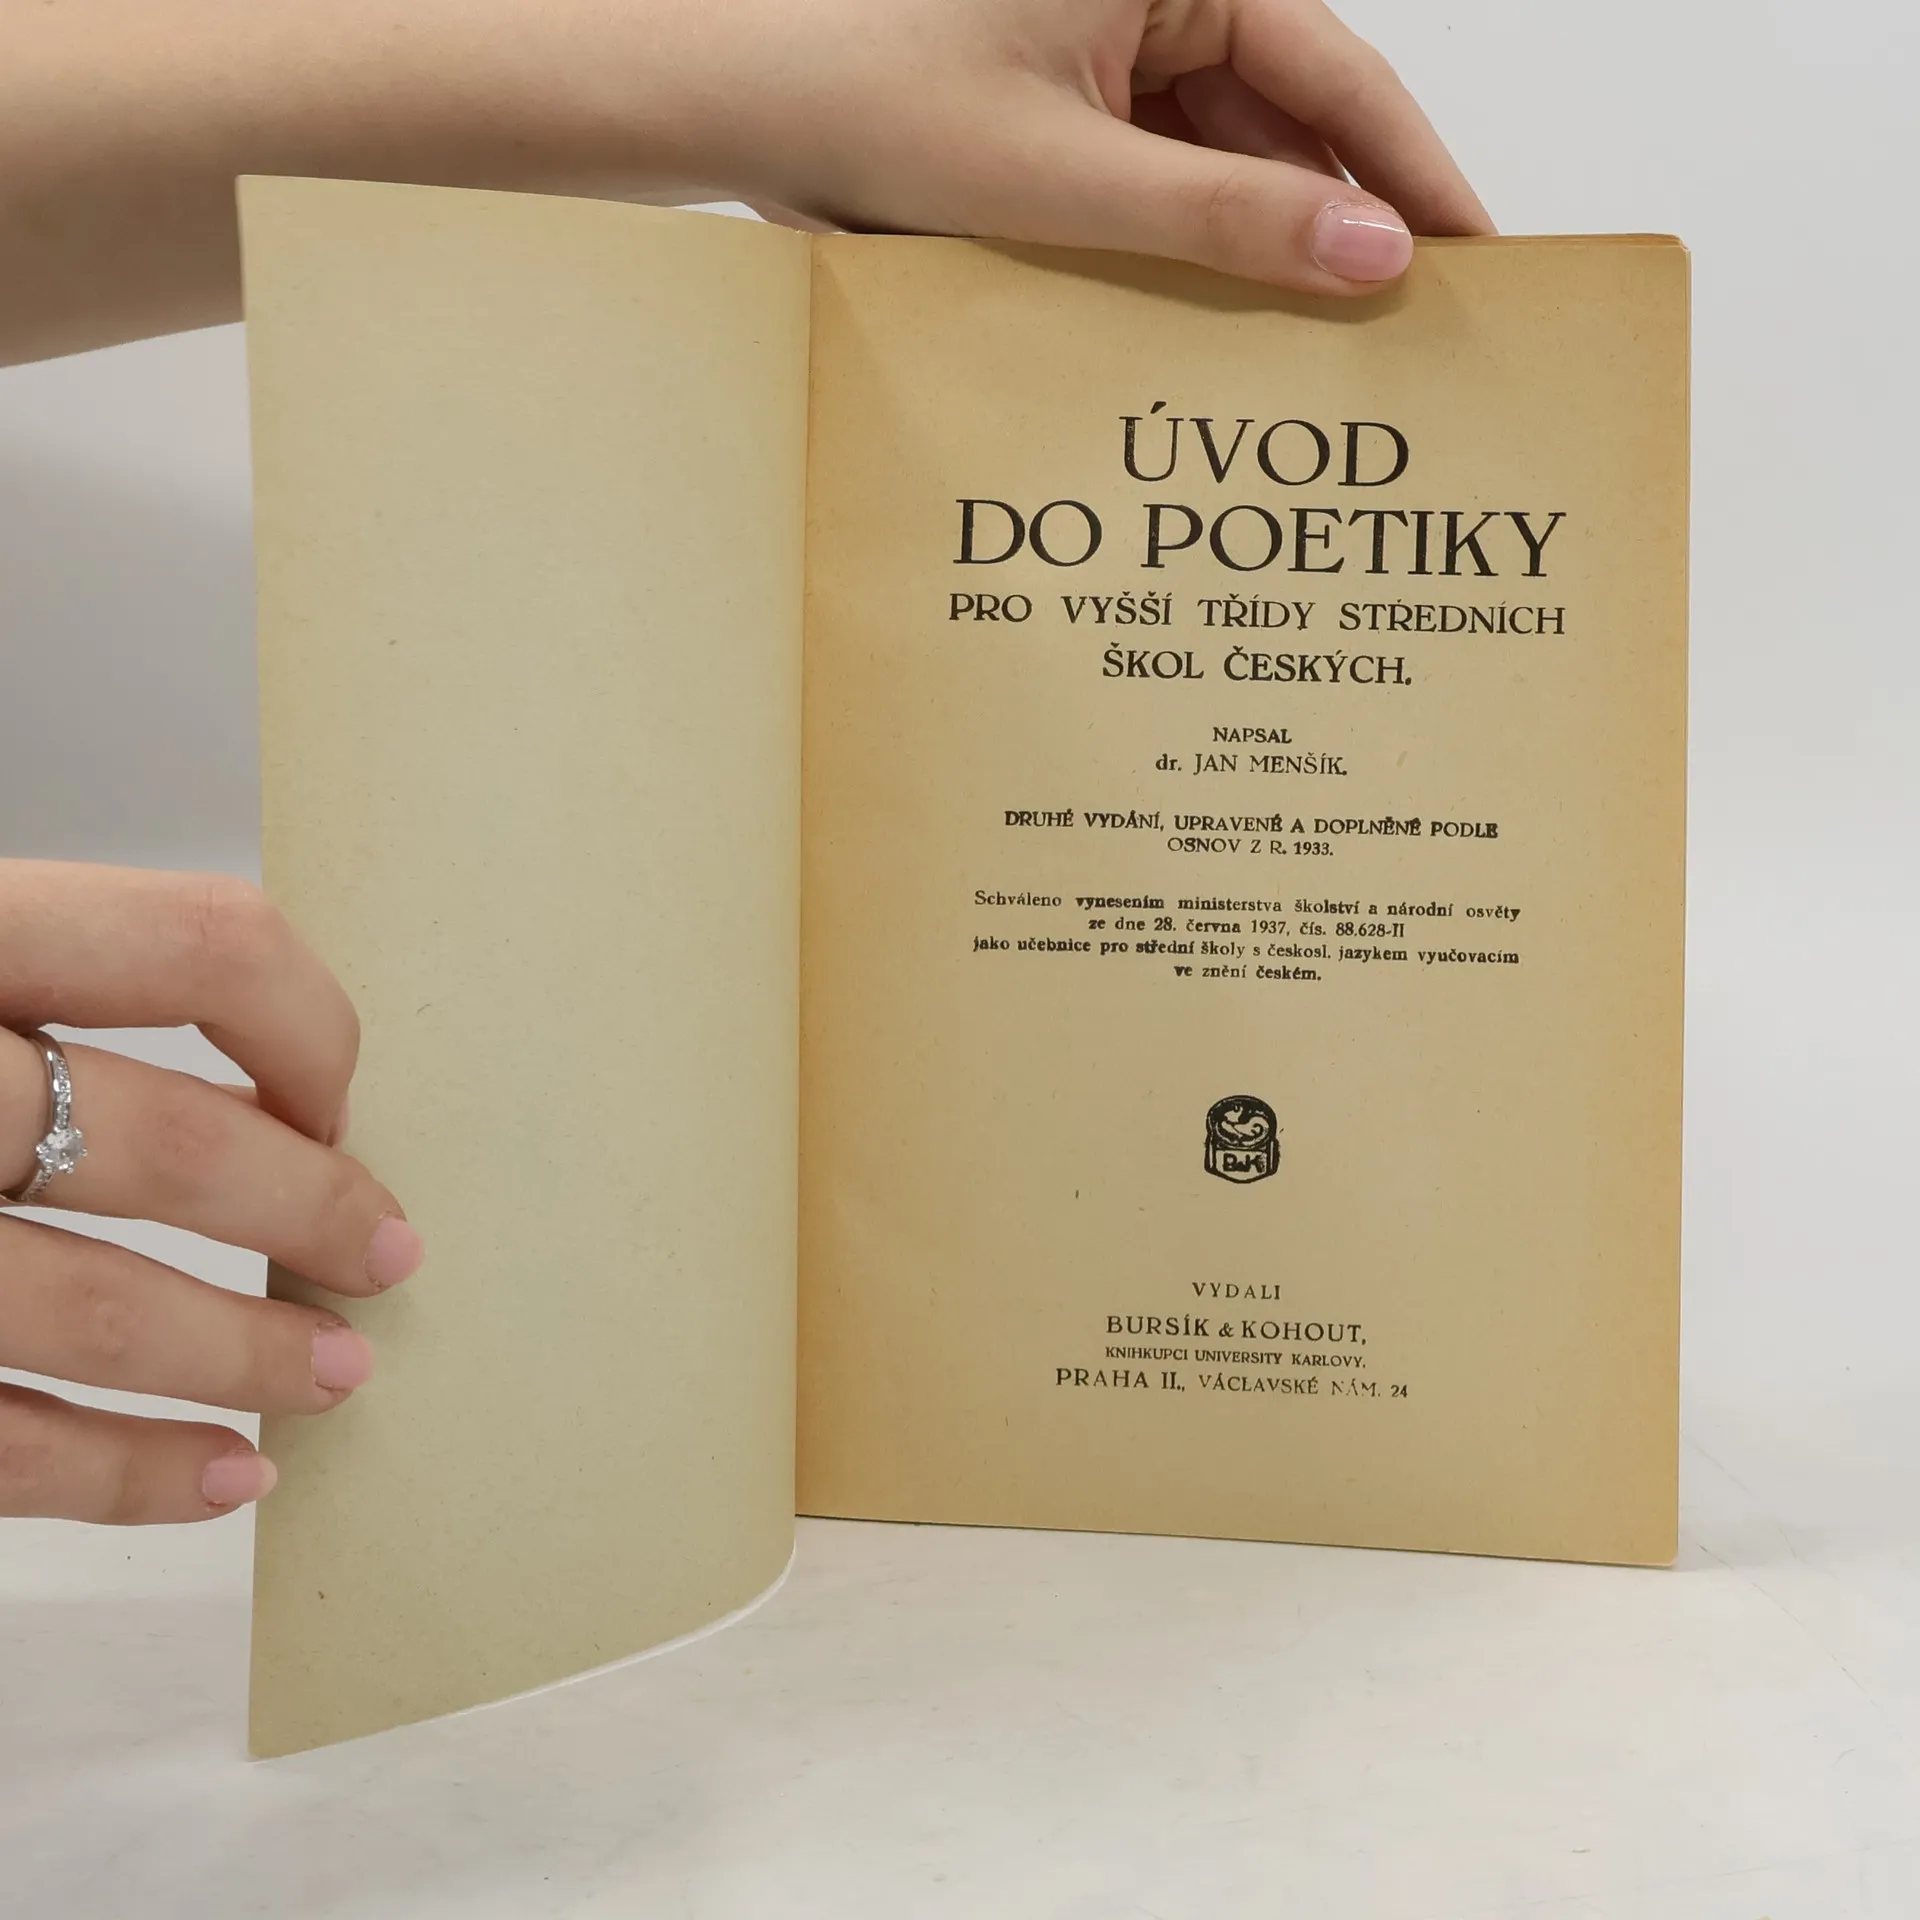 ÚVOD
DO POETIKY
PRO VYŠŠÍ TŘÍDY STŘEDNÍCH
ŠKOL ČESKÝCH.
NAPSAL
dr. JAN MENŠÍK.
DRUHÉ VYDÁNÍ, UPRAVENÉ A DOPLNĚNÉ PODLE
OSNOV Z R. 1933.
Schváleno vynesením ministerstva školství a národní osvěty
ze dne 28. června 1937, čís. 88.628-II
jako učebnice pro střední školy s českosl. jazykem vyučovacím
ve znění českém.
B&K
VYDALI
BURSÍK & KOHOUT,
KNIHKUPCI UNIVERSITY KARLOVY,
PRAHA II., VÁCLAVSKÉ NÁM. 24